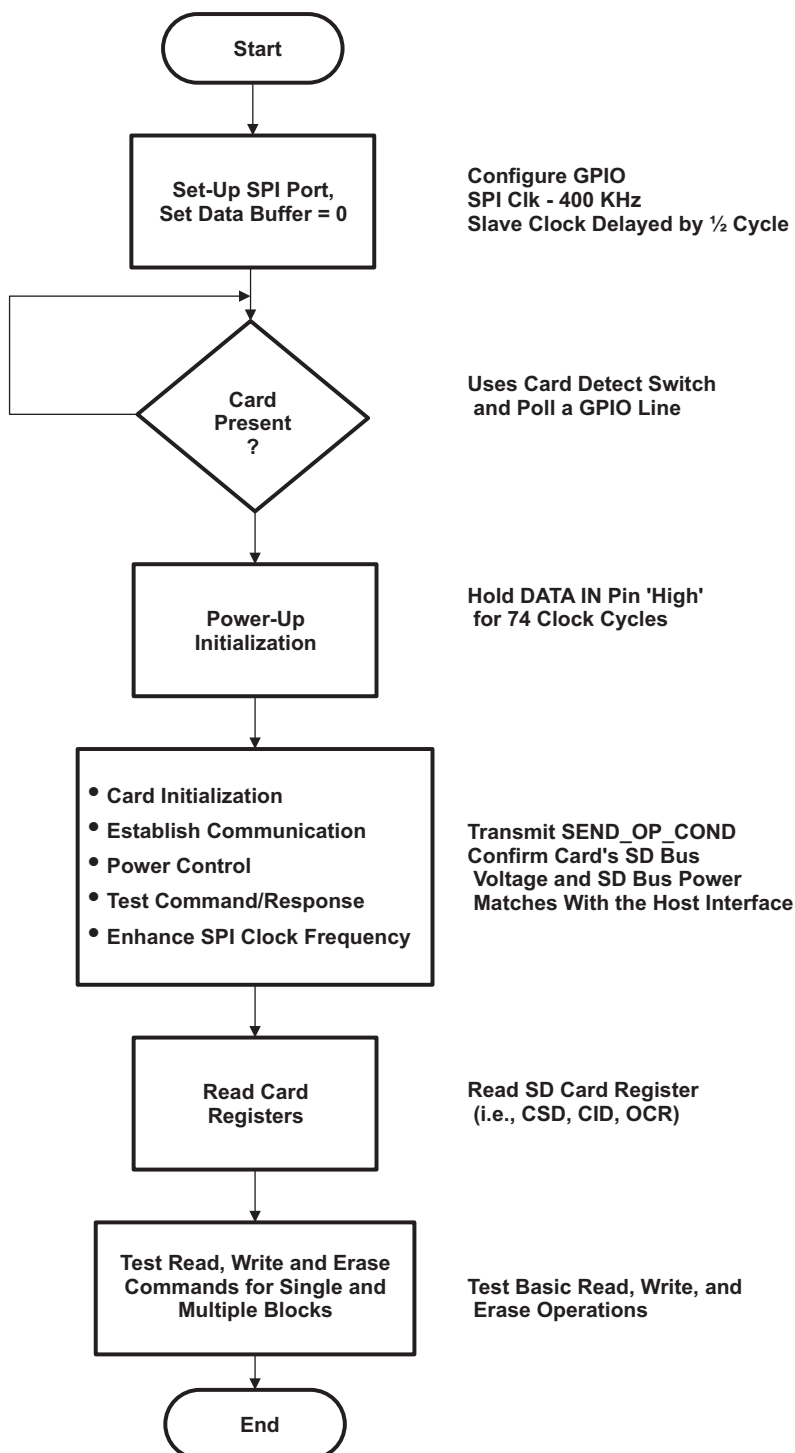 Start
Set-Up SPI Port,
Set Data Buffer = 0
Configure GPIO
SPI Clk - 400 KHz
Slave Clock Delayed by ½ Cycle
Card
Present
?
Uses Card Detect Switch
and Poll a GPIO Line
Power-Up
Initialization
Hold DATA IN Pin 'High'
for 74 Clock Cycles
• Card Initialization
• Establish Communication
• Power Control
• Test Command/Response
• Enhance SPI Clock Frequency
Transmit SEND_OP_COND
Confirm Card's SD Bus
Voltage and SD Bus Power
Matches With the Host Interface
Read Card
Registers
Read SD Card Register
(i.e., CSD, CID, OCR)
Test Read, Write and Erase
Commands for Single and
Multiple Blocks
Test Basic Read, Write, and
Erase Operations
End